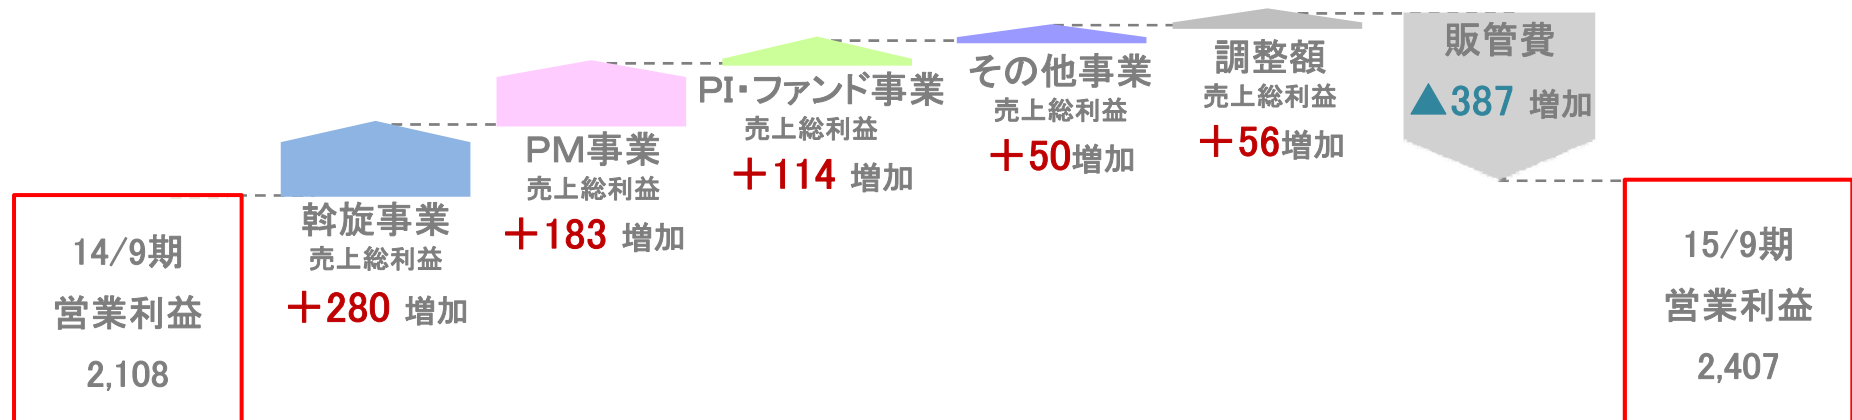 14/9期
営業利益
2,108
斡旋事業
売上総利益
＋280 増加
ＰＭ事業
売上総利益
＋183 増加
PI・ファンド事業
売上総利益
＋114 増加
その他事業
売上総利益
＋50増加
調整額
売上総利益
＋56増加
販管費
▲387 増加
15/9期
営業利益
2,407